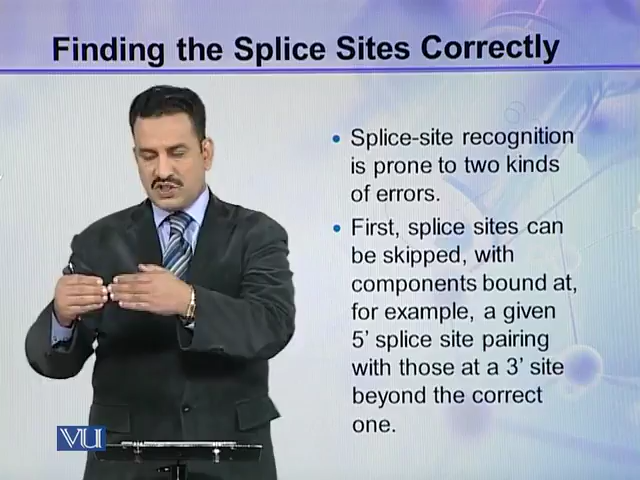 Finding the Splice Sites Correctly
• Splice-site recognition
is prone to two kinds
of errors.
• First, splice sites can
be skipped, with
components bound at,
for example, a given
5’ splice site pairing
with those at a 3’ site
beyond the correct
one.
VU